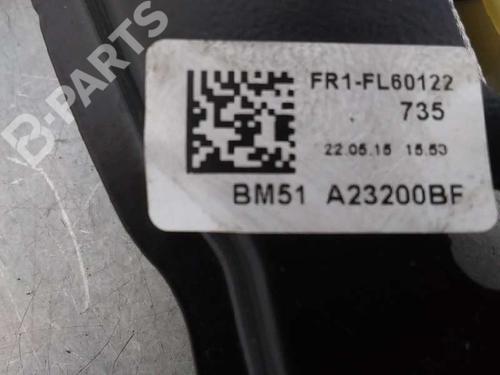 FR1-FL60122
735
22.05.15 15.53
BM51 A23200BF
B-PARTS